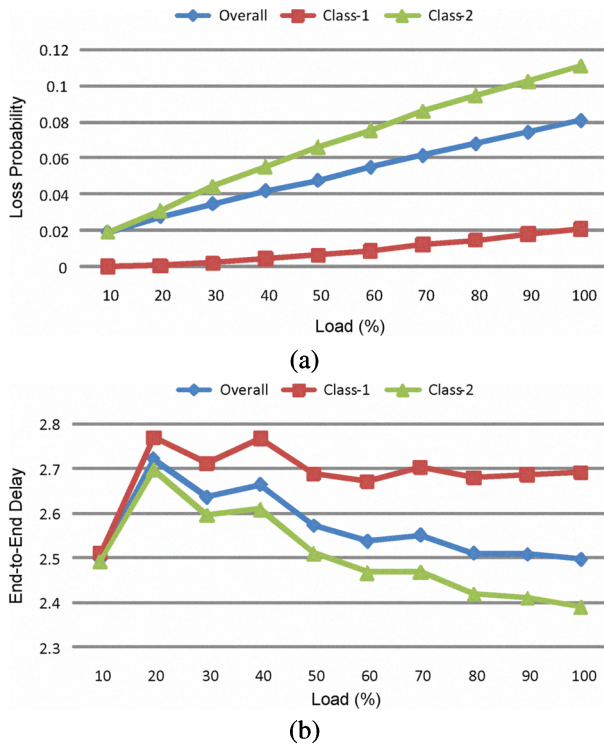 Overall Class-1 Class-2
0.12
0.1
0.08
0.06
0.04
0.02
0
Loss Probability
10 20 30 40 50 60 70 80 90 100
Load (%)
(a)
Overall Class-1 Class-2
2.8
2.7
2.6
2.5
2.4
2.3
End-to-End Delay
10 20 30 40 50 60 70 80 90 100
Load (%)
(b)